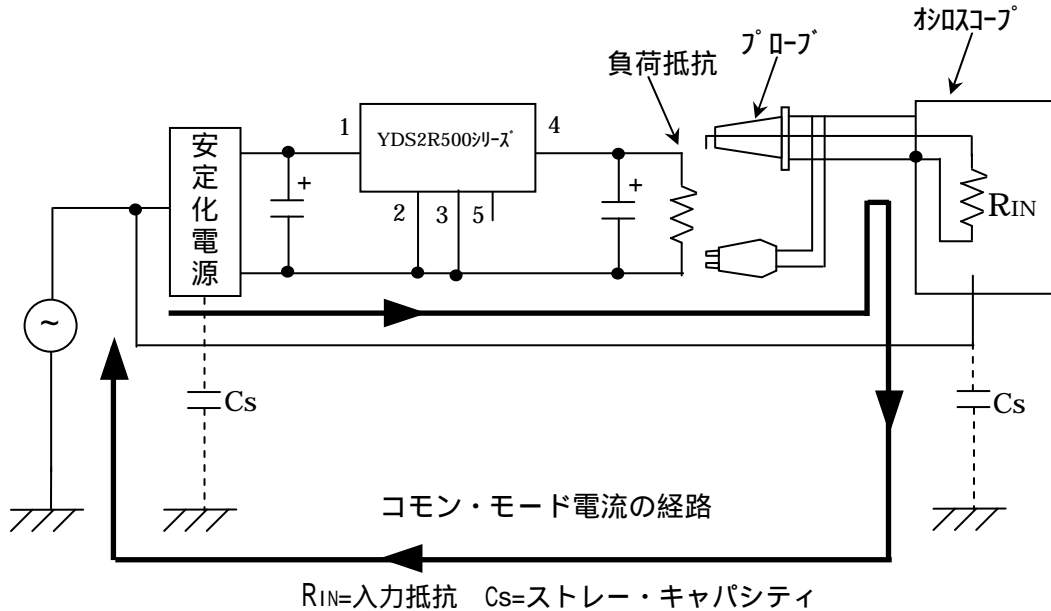 オシロスコープ
プローブ
負荷抵抗
1
YDS2R500シリーズ
4
安定化電源
+
+
2
3
5
RIN
~
Cs
Cs
コモン・モード電流の経路
RIN=入力抵抗 Cs=ストレー・キャパシティ